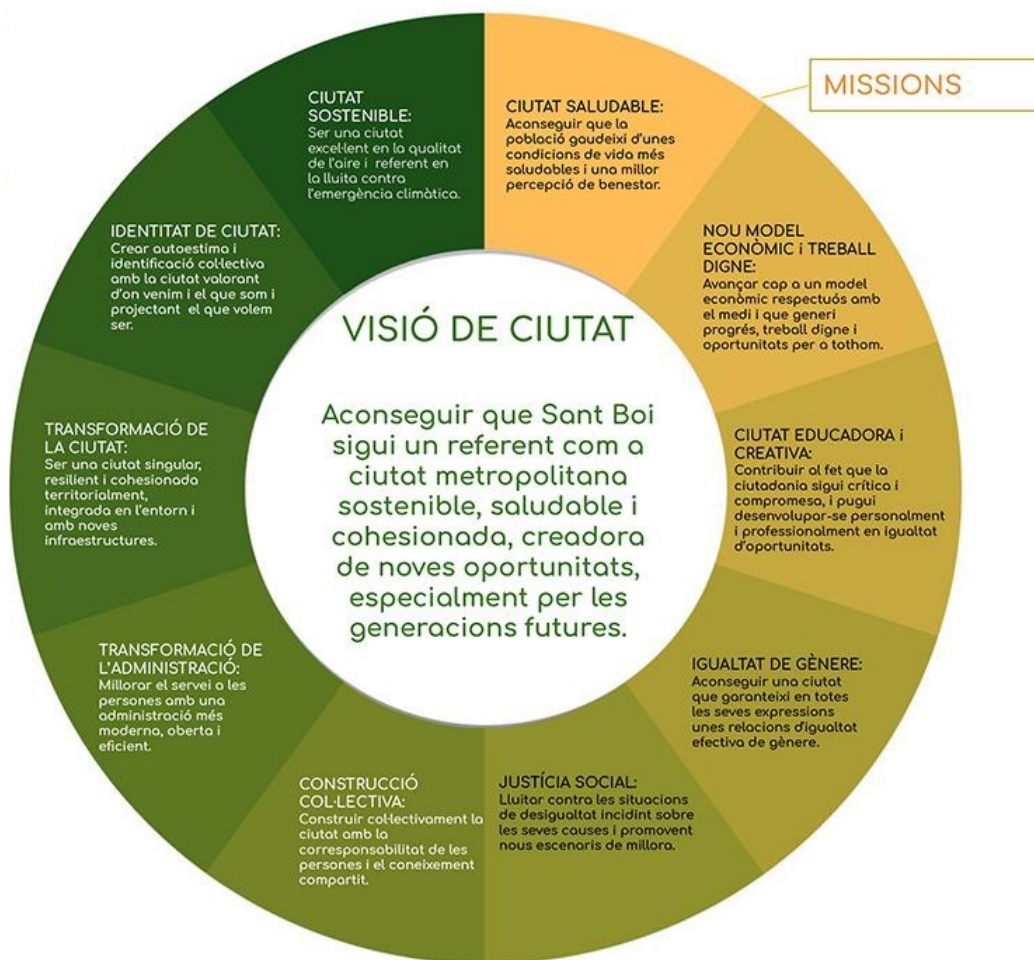 MISSIONS
CIUTAT SALUDABLE:
Aconseguir que la
població gaudeixi d'unes
condicions de vida més
saludables i una millor
percepció de benestar.
NOU MODEL
ECONÒMIC i TREBALL
DIGNE:
Avançar cap a un model
econòmic respectuós amb
el medi i que generi
progrés, treball digne i
oportunitats per a tothom.
CIUTAT EDUCADORA i
CREATIVA:
Contribuir al fet que la
ciutadania sigui crítica i
compromesa, i pugui
desenvolupar-se personalment
i professionalment en igualtat
d'oportunitats.
IGUALTAT DE GÈNERE:
Aconseguir una ciutat
que garanteixi en totes
les seves expressions
unes relacions d'igualtat
efectiva de gènere.
JUSTÍCIA SOCIAL:
Lluitar contra les situacions
de desigualtat incidint sobre
les seves causes i promovent
nous escenaris de millora.
CONSTRUCCIÓ
COL·LECTIVA:
Construir col·lectivament la
ciutat amb la
corresponsabilitat de les
persones i el coneixement
compartit.
TRANSFORMACIÓ DE
L'ADMINISTRACIÓ:
Millorar el servei a les
persones amb una
administració més
moderna, oberta i
eficient.
TRANSFORMACIÓ DE
LA CIUTAT:
Ser una ciutat singular,
resilient i cohesionada
territorialment,
integrada en l'entorn i
amb noves
infraestructures.
IDENTITAT DE CIUTAT:
Crear autoestima i
identificació col·lectiva
amb la ciutat valorant
d'on venim i el que som i
projectant el que volem
ser.
CIUTAT
SOSTENIBLE:
Ser una ciutat
excel·lent en la qualitat
de l'aire i referent en
la lluita contra
l'emergència climàtica.
VISIÓ DE CIUTAT
Aconseguir que Sant Boi
sigui un referent com a
ciutat metropolitana
sostenible, saludable i
cohesionada, creadora
de noves oportunitats,
especialment per les
generacions futures.